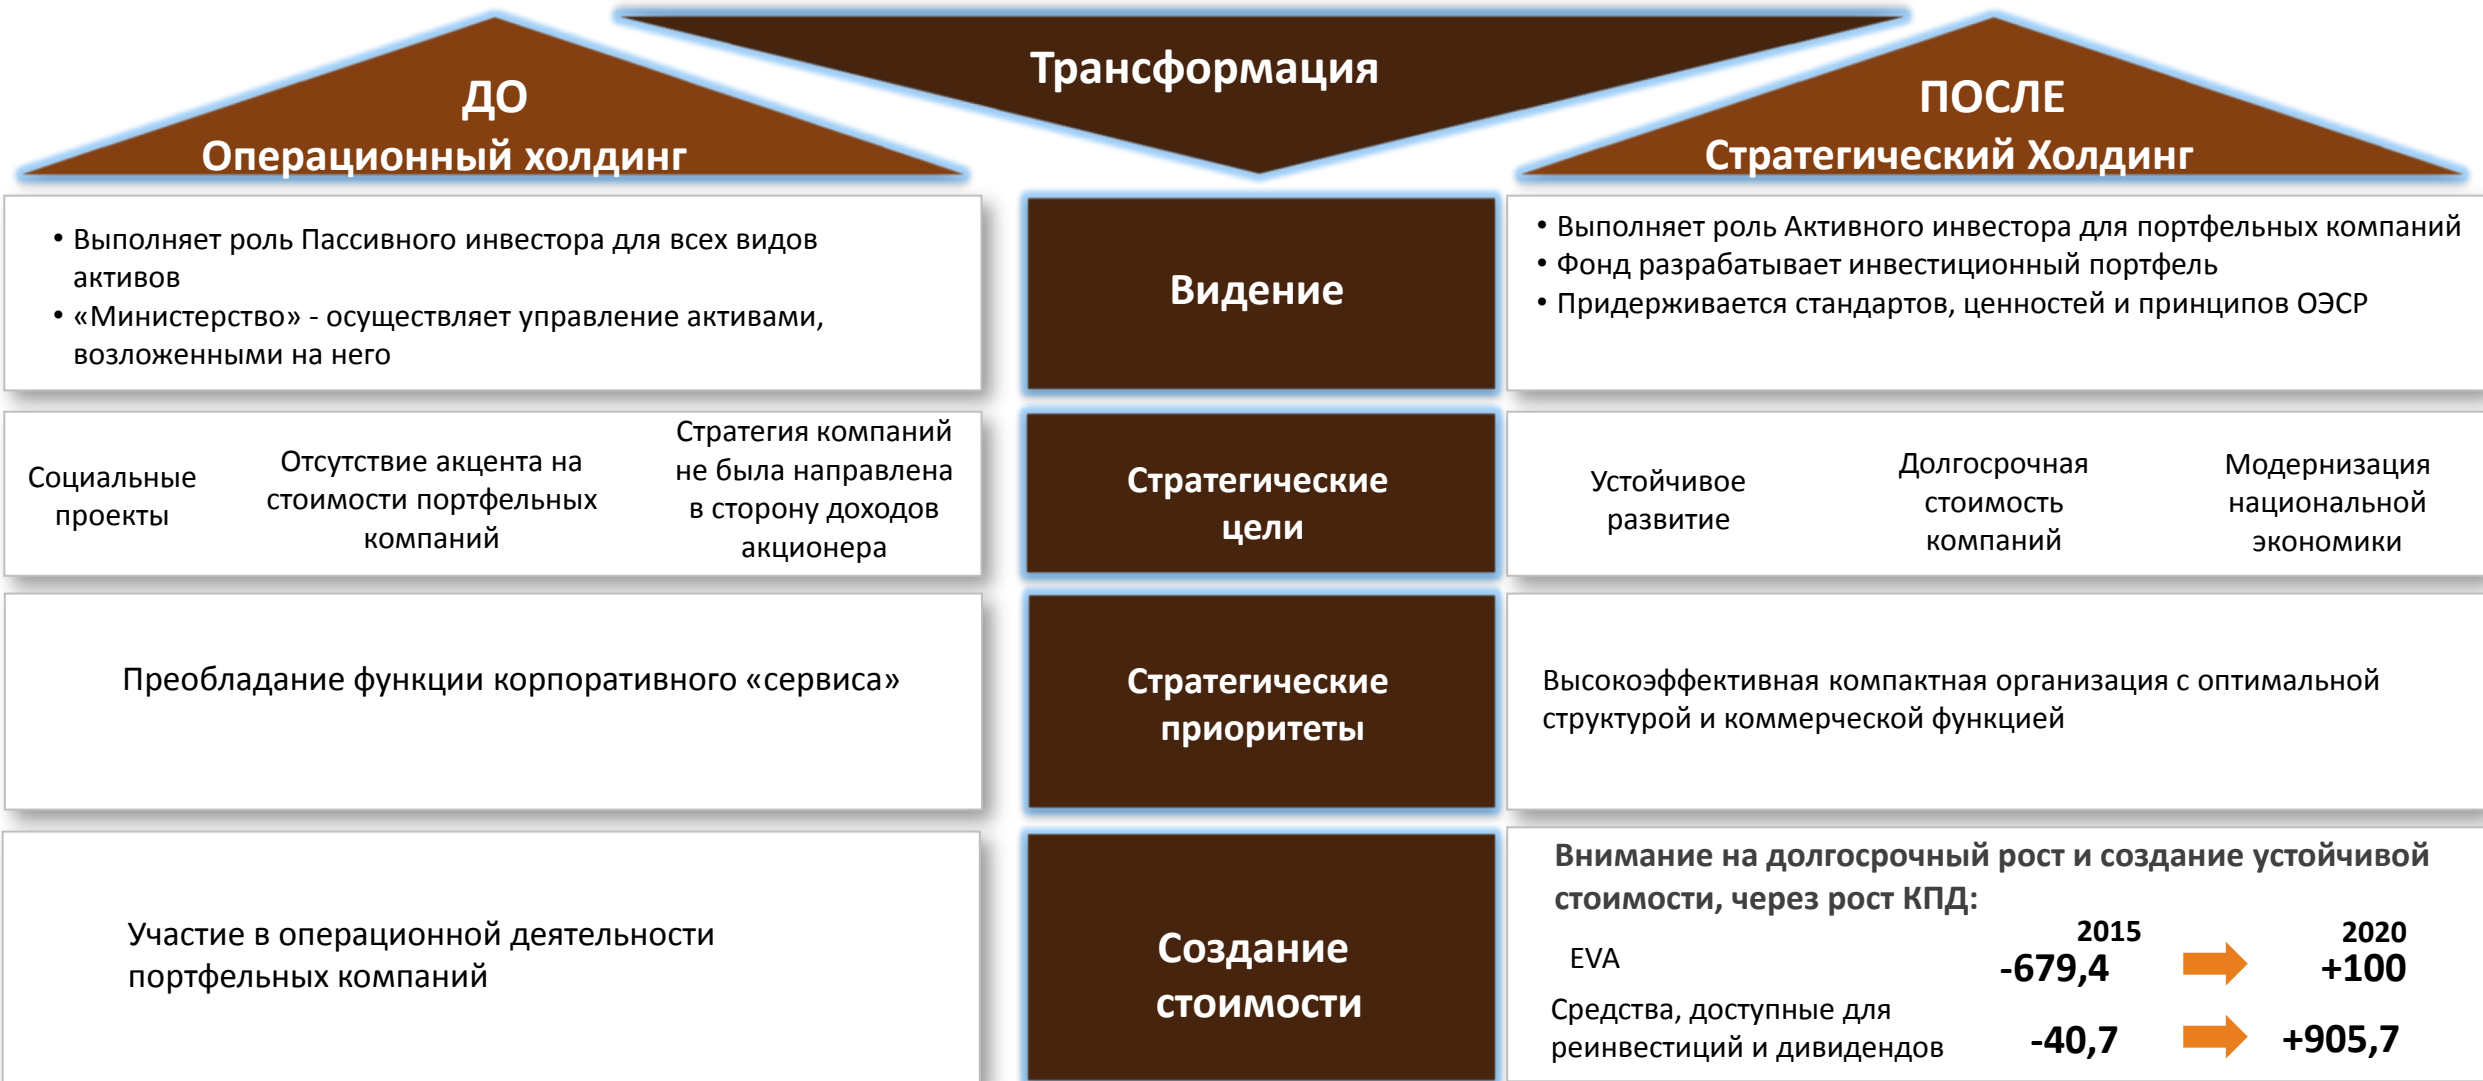 Трансформация
ДО
Операционный холдинг
ПОСЛЕ
Стратегический Холдинг
• Выполняет роль Пассивного инвестора для всех видов
активов
• «Министерство» - осуществляет управление активами,
возложенными на него
Видение
• Выполняет роль Активного инвестора для портфельных компаний
• Фонд разрабатывает инвестиционный портфель
• Придерживается стандартов, ценностей и принципов ОЭСР
Социальные
проекты
Отсутствие акцента на
стоимости портфельных
компаний
Стратегия компаний
не была направлена
в сторону доходов
акционера
Стратегические
цели
Устойчивое
развитие
Долгосрочная
стоимость
компаний
Модернизация
национальной
экономики
Преобладание функции корпоративного «сервиса»
Стратегические
приоритеты
Высокоэффективная компактная организация с оптимальной
структурой и коммерческой функцией
Участие в операционной деятельности
портфельных компаний
Создание
стоимости
Внимание на долгосрочный рост и создание устойчивой
стоимости, через рост КПД:
2015 2020
EVA -679,4 +100
Средства, доступные для
реинвестиций и дивидендов -40,7 +905,7